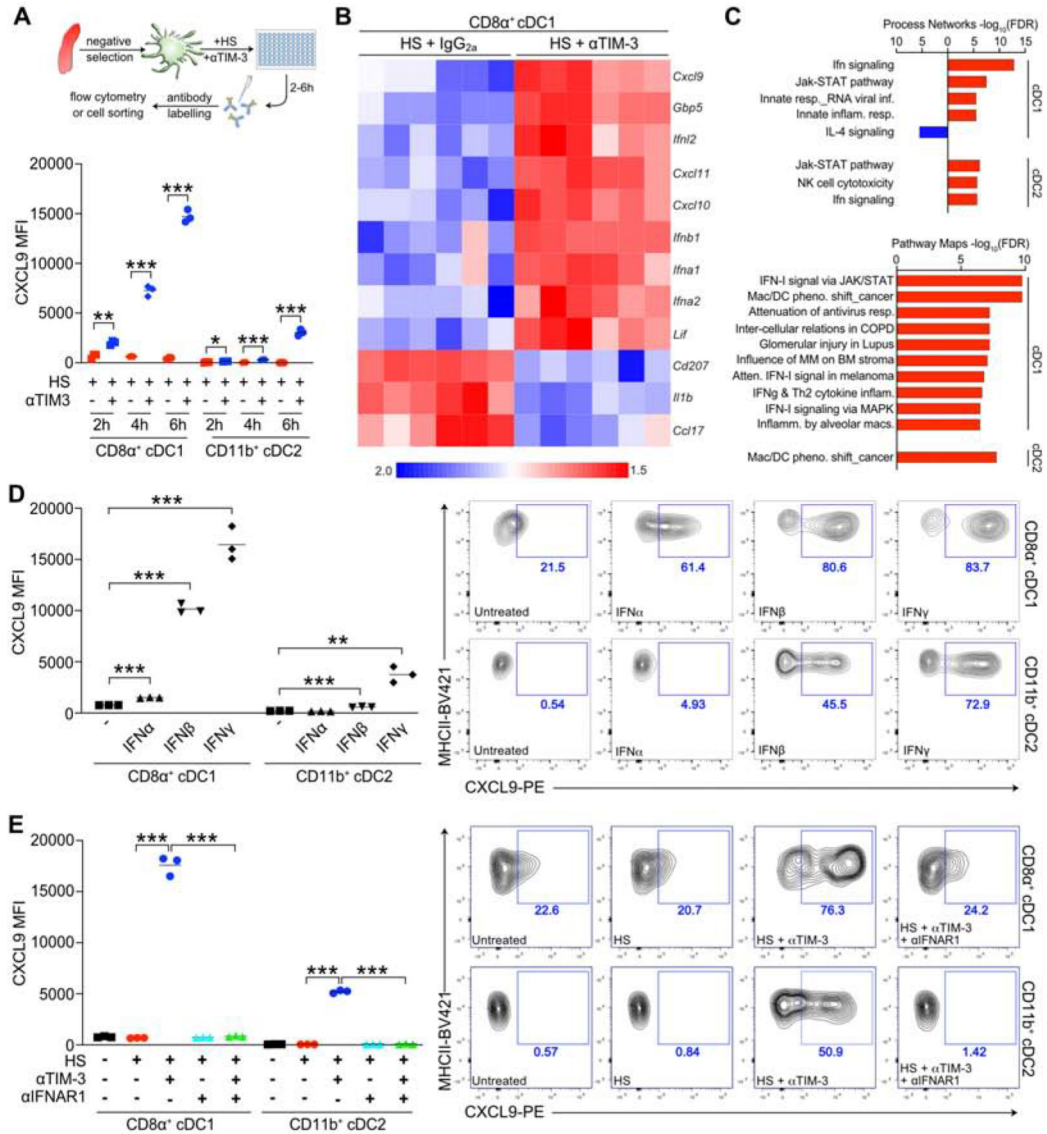 A
negative
selection
+HS
+αTIM-3
2-6h
antibody
labelling
flow cytometry
or cell sorting
CXCL9 MFI
20000
15000
10000
5000
0
** *** *** * *** ***
HS + + + + + + + + + + + +
αTIM3 + + + + + +
2h 4h 6h 2h 4h 6h
CD8α+ cDC1 CD11b+ cDC2
B
CD8α+ cDC1
HS + IgG2a HS + αTIM-3
Cxcl9
Gbp5
Ifnl2
Cxcl11
Cxcl10
Ifnb1
Ifna1
Ifna2
Lif
Cd207
Il1b
Ccl17
2.0 1.5
C
Process Networks -log10(FDR)
10 5 0 5 10 15
Ifn signaling
Jak-STAT pathway
Innate resp._RNA viral inf.
Innate inflam. resp.
IL-4 signaling
cDC1
Jak-STAT pathway
NK cell cytotoxicity
Ifn signaling
cDC2
Pathway Maps -log10(FDR)
0 5 10
IFN-I signal via JAK/STAT
Mac/DC pheno. shift_cancer
Attenuation of antivirus resp.
Inter-cellular relations in COPD
Glomerular injury in Lupus
Influence of MM on BM stroma
Atten. IFN-I signal in melanoma
IFNg & Th2 cytokine inflam.
IFN-I signaling via MAPK
Inflamm. by alveolar macs.
cDC1
Mac/DC pheno. shift_cancer
cDC2
D
CXCL9 MFI
20000
15000
10000
5000
0
*** *** *** *** **
- IFNα IFNβ IFNγ - IFNα IFNβ IFNγ
CD8α+ cDC1 CD11b+ cDC2
MHCII-BV421
21.5 61.4 80.6 83.7
Untreated IFNα IFNβ IFNγ
CD8α+ cDC1
0.54 4.93 45.5 72.9
Untreated IFNα IFNβ IFNγ
CD11b+ cDC2
CXCL9-PE
E
CXCL9 MFI
20000
15000
10000
5000
0
*** *** *** ***
HS - + + + + - + + + +
αTIM-3 - - + - + - - + - +
αIFNAR1 - - - + + - - - + +
CD8α+ cDC1 CD11b+ cDC2
MHCII-BV421
22.6 20.7 76.3 24.2
Untreated HS HS + αTIM-3 HS + αTIM-3
+ αIFNAR1
CD8α+ cDC1
0.57 0.84 50.9 1.42
Untreated HS HS + αTIM-3 HS + αTIM-3
+ αIFNAR1
CD11b+ cDC2
CXCL9-PE